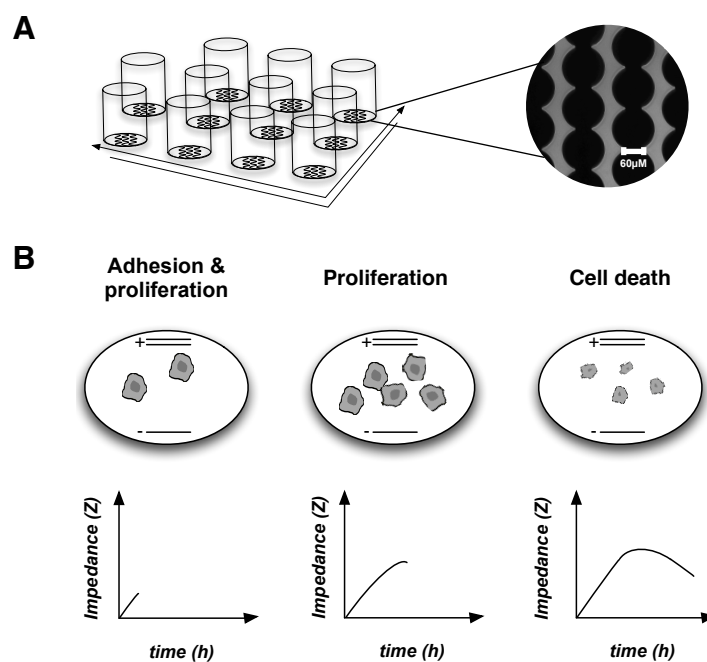 A
60µM
B
Adhesion &
proliferation
Proliferation
Cell death
+
+
+
-
-
-
Impedance (Z)
Impedance (Z)
Impedance (Z)
time (h)
time (h)
time (h)